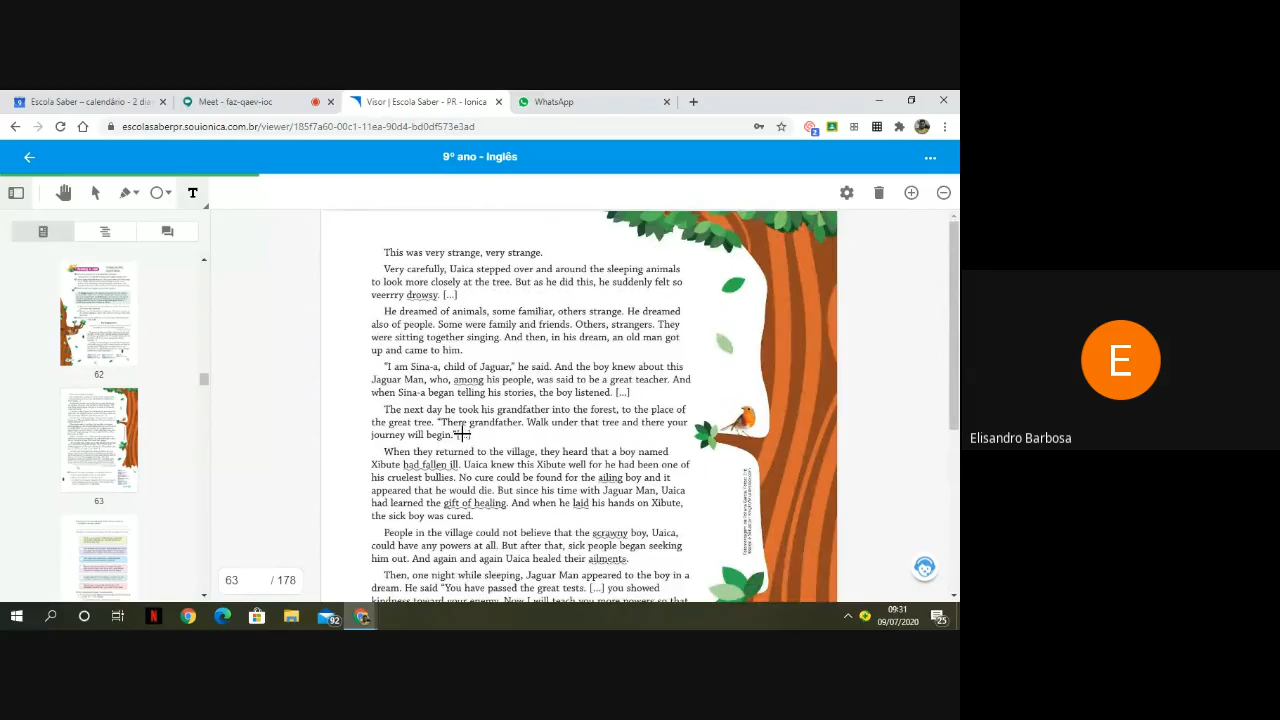 Escola Saber – calendário - 2 dia
Meet - faz-qaev-ioc
Visor | Escola Saber - PR - Ionica
WhatsApp
escolasaberpr.souionica.com.br/viewer/185f7a60-00c1-11ea-90d4-bd0df573e3ad
2
9º ano - Inglês
T
This was very strange, very strange.
Very carefully, Uaica stepped over and around the sleeping animals
to look more closely at the tree. But as he did this, he suddenly felt so
veerrry drowsy. [...]
He dreamed of animals, some familiar, others strange. He dreamed
also of people. Some were family and friends. Others, strangers. They
were sitting together singing. And then, in his dream, an old man got
up and came to him.
“I am Sina-a, child of Jaguar,” he said. And the boy knew about this
Jaguar Man, who, among his people, was said to be a great teacher. And
when Sina-a began telling his stories, the boy listened. [...]
The next day he took his grandfather into the forest, to the place of
the great tree. “There grandfather. Walk under that tree and there your
journey will begin.”
When they returned to the village, they heard that a boy named
Xibute had fallen ill. Uaica knew this Xibute well for he had been one of
his cruelest bullies. No cure could be found for the ailing boy and it
appeared that he would die. But since his time with Jaguar Man, Uaica
had learned the gift of healing. And when he laid his hands on Xibute,
the sick boy was cured.
People in the village could not believe that the scrawny boy, Uaica,
could have any powers at all. But after that, sick people began seeking
him out. And again and again Uaica healed their ailments.
Then, one night while sleeping, Jaguar Man appeared to the boy in a
dream. He said “You have passed the great tests. [...] you showed
kindness toward your enemy. Now I will teach you more powers so that
62
63
63 / 178
92
09:31
09/07/2020
25
E
Elisandro Barbosa